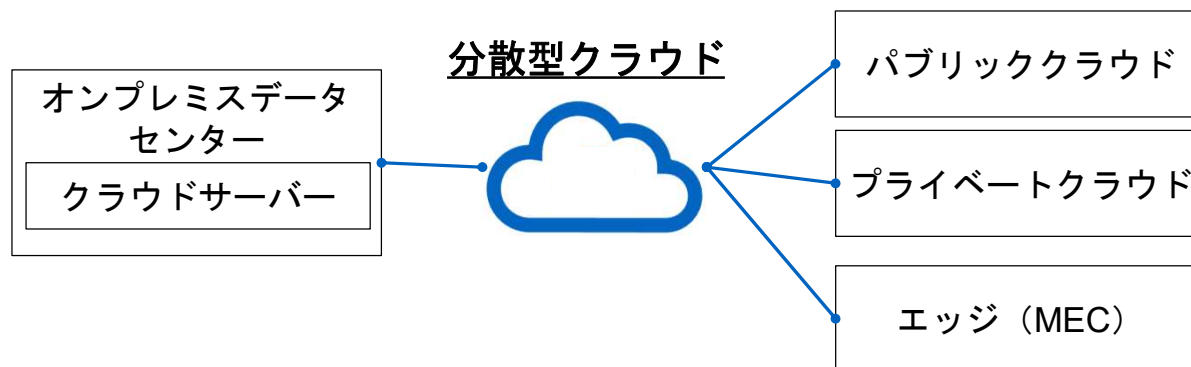 分散型クラウド
オンプレミスデータ
センター
クラウドサーバー
パブリッククラウド
プライベートクラウド
エッジ（MEC）